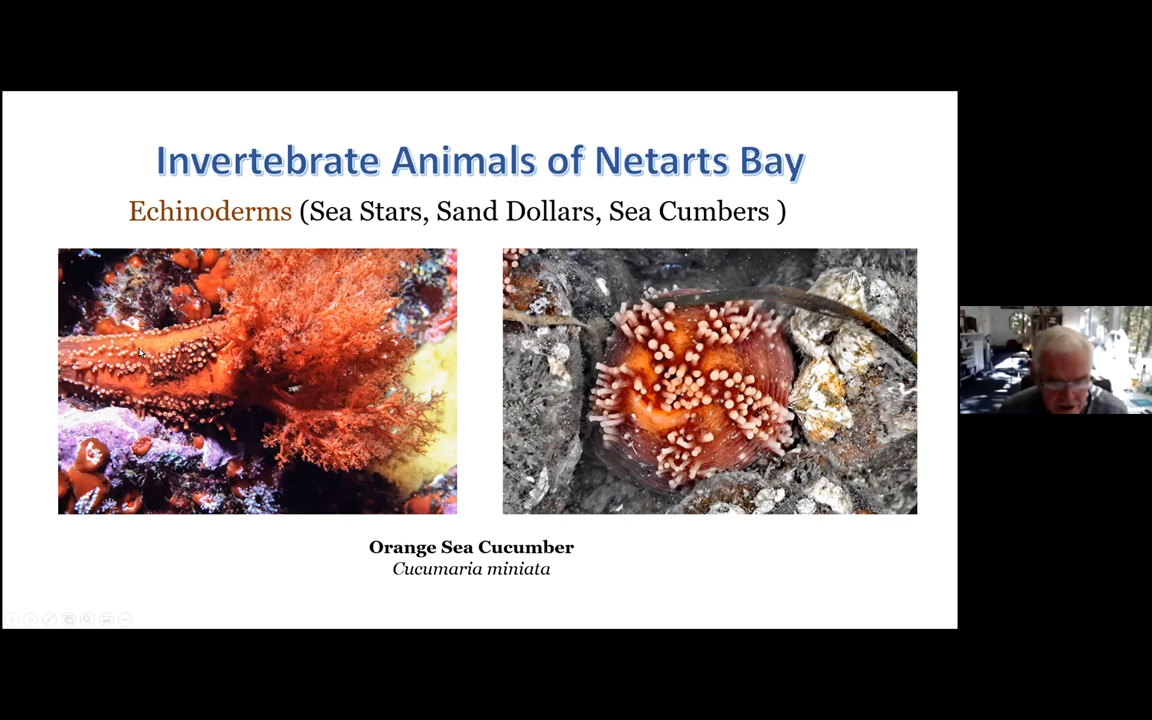 Invertebrate Animals of Netarts Bay
Echinoderms (Sea Stars, Sand Dollars, Sea Cumbers )
Orange Sea Cucumber
Cucumaria miniata